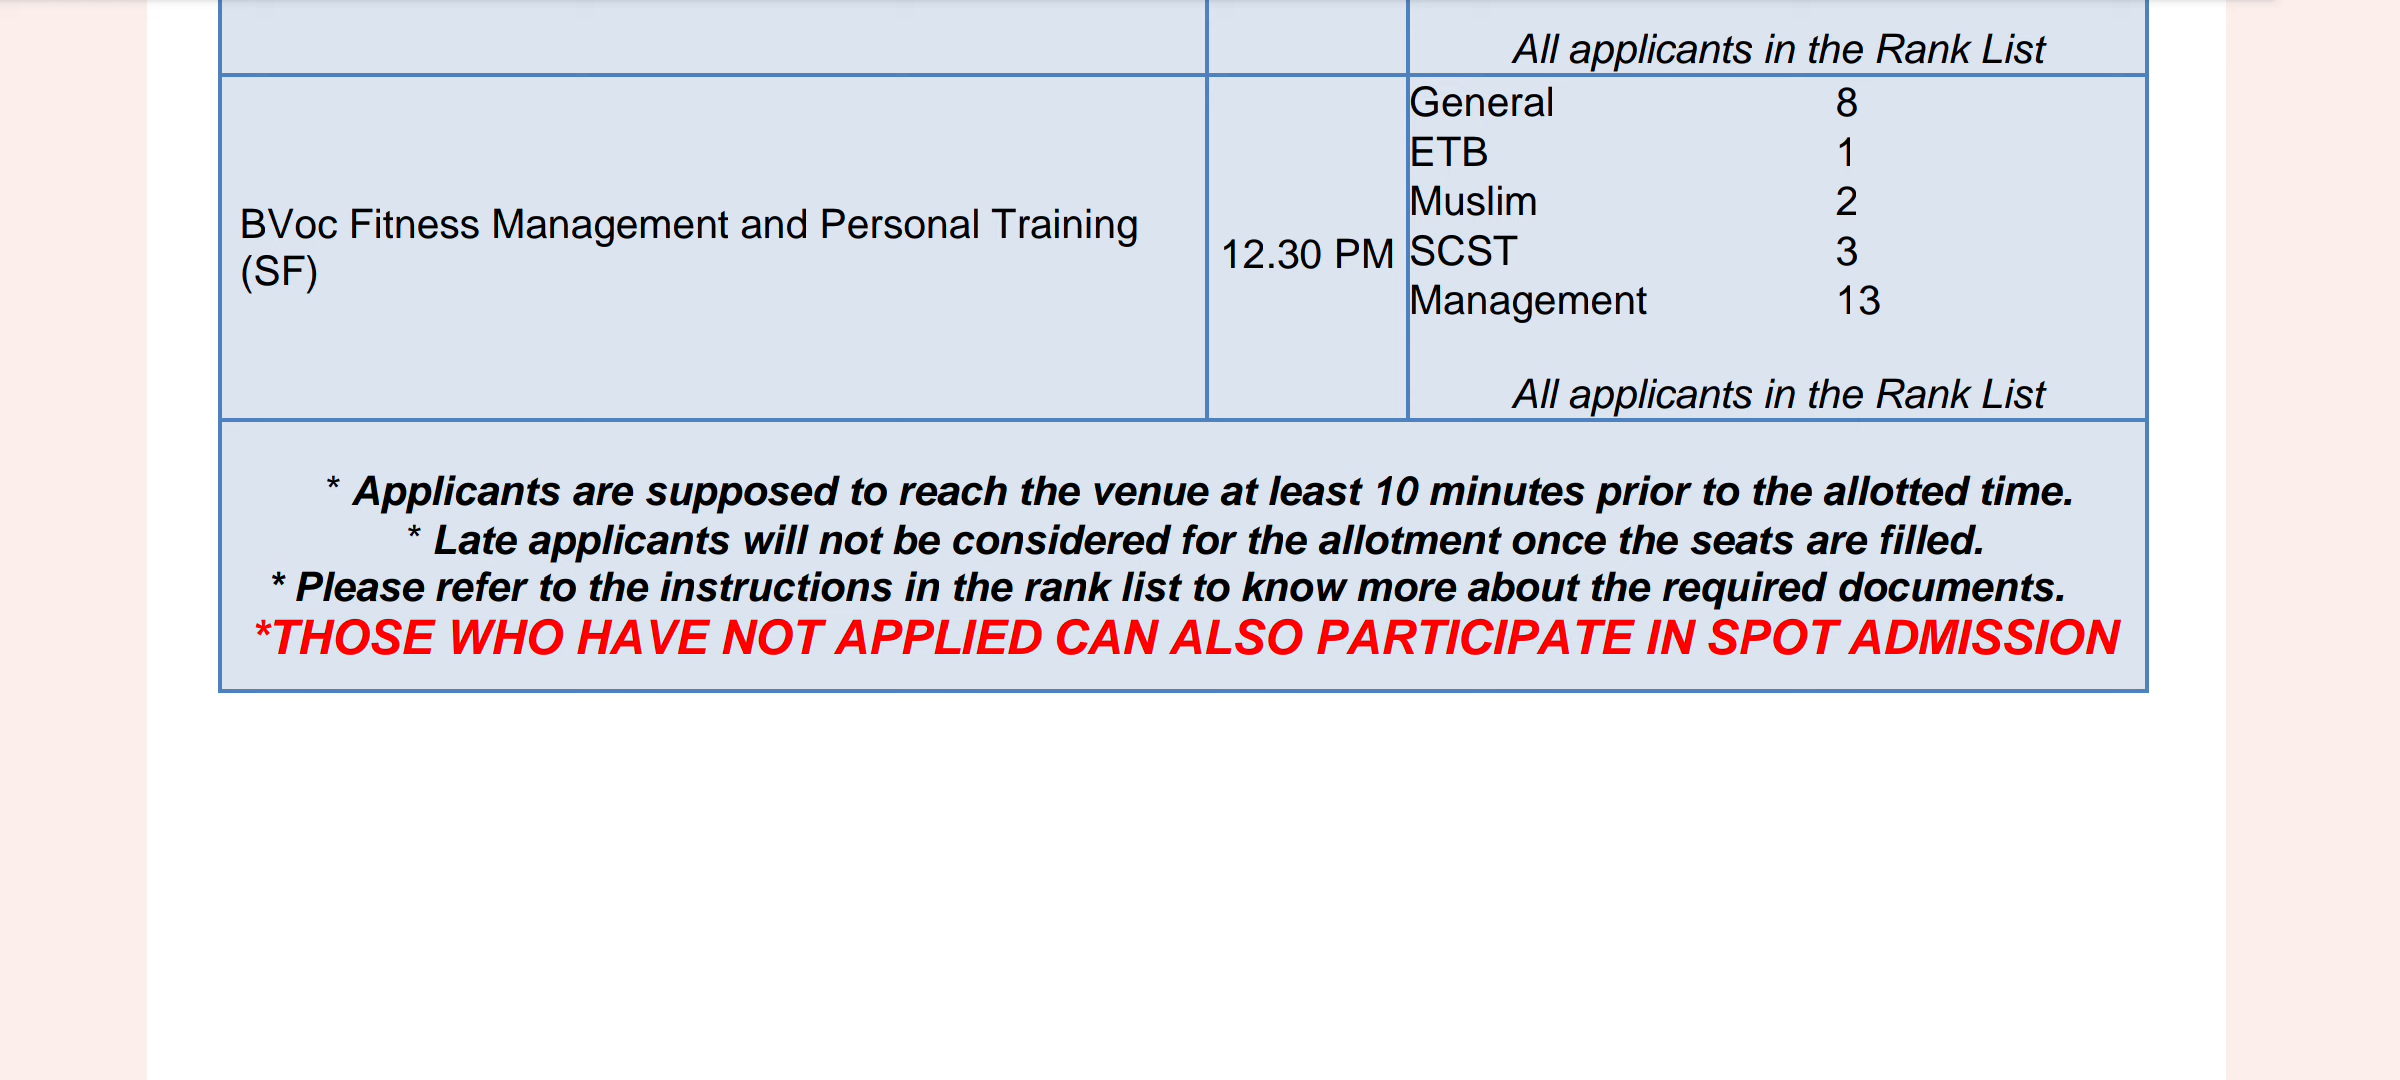 All applicants in the Rank List
BVoc Fitness Management and Personal Training
(SF)
12.30 PM
General 8
ETB 1
Muslim 2
SCST 3
Management 13
All applicants in the Rank List
* Applicants are supposed to reach the venue at least 10 minutes prior to the allotted time.
* Late applicants will not be considered for the allotment once the seats are filled.
* Please refer to the instructions in the rank list to know more about the required documents.
*THOSE WHO HAVE NOT APPLIED CAN ALSO PARTICIPATE IN SPOT ADMISSION